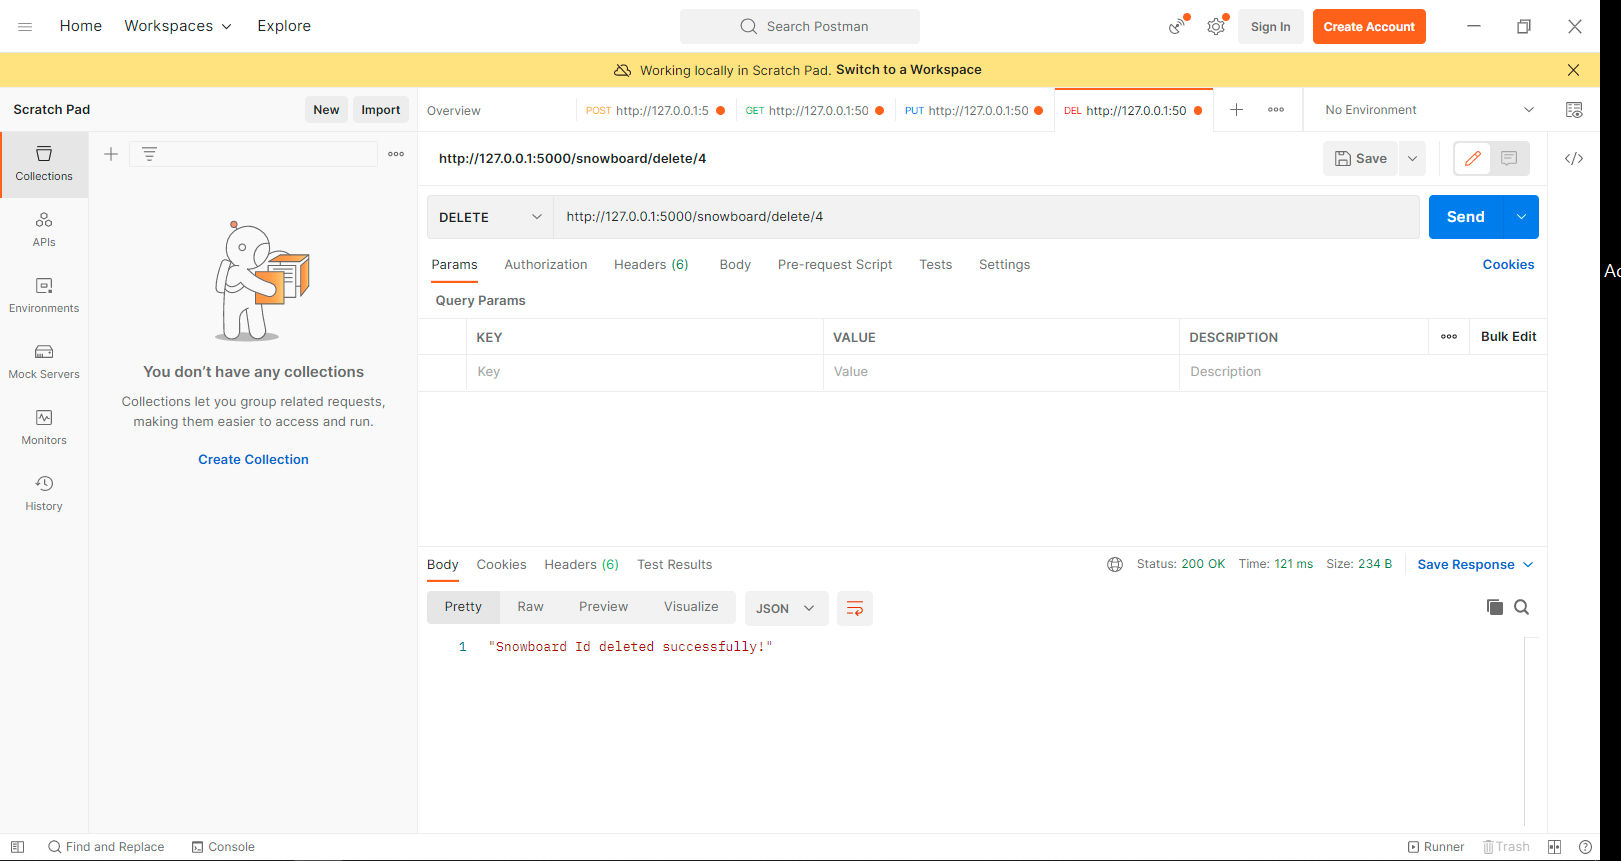 Home Workspaces Explore Search Postman Sign In Create Account
Working locally in Scratch Pad. Switch to a Workspace
Scratch Pad New Import Overview POST http://127.0.0.1:5 GET http://127.0.0.1:50 PUT http://127.0.0.1:50 DEL http://127.0.0.1:50 No Environment
http://127.0.0.1:5000/snowboard/delete/4 Save
Collections
DELETE http://127.0.0.1:5000/snowboard/delete/4 Send
APIs
Params Authorization Headers (6) Body Pre-request Script Tests Settings Cookies
Query Params
Environments
KEY VALUE DESCRIPTION Bulk Edit
Key Value Description
Mock Servers
You don't have any collections
Collections let you group related requests,
making them easier to access and run.
Monitors
Create Collection
History
Body Cookies Headers (6) Test Results Status: 200 OK Time: 121 ms Size: 234 B Save Response
Pretty Raw Preview Visualize JSON
1 "Snowboard Id deleted successfully!"
Find and Replace Console Runner Trash